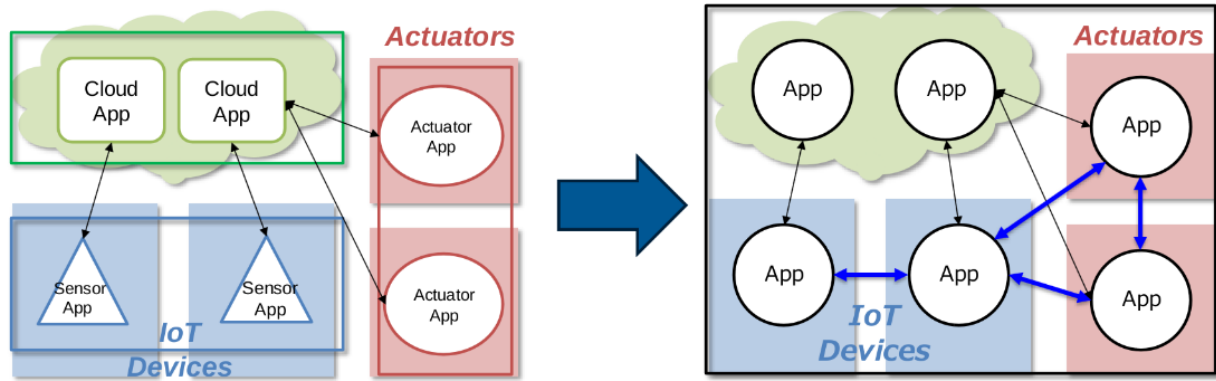 Actuators
Cloud
App
Cloud
App
Actuator
App
Sensor
App
Sensor
App
Actuator
App
IoT
Devices
Actuators
App
App
App
App
App
App
IoT
Devices